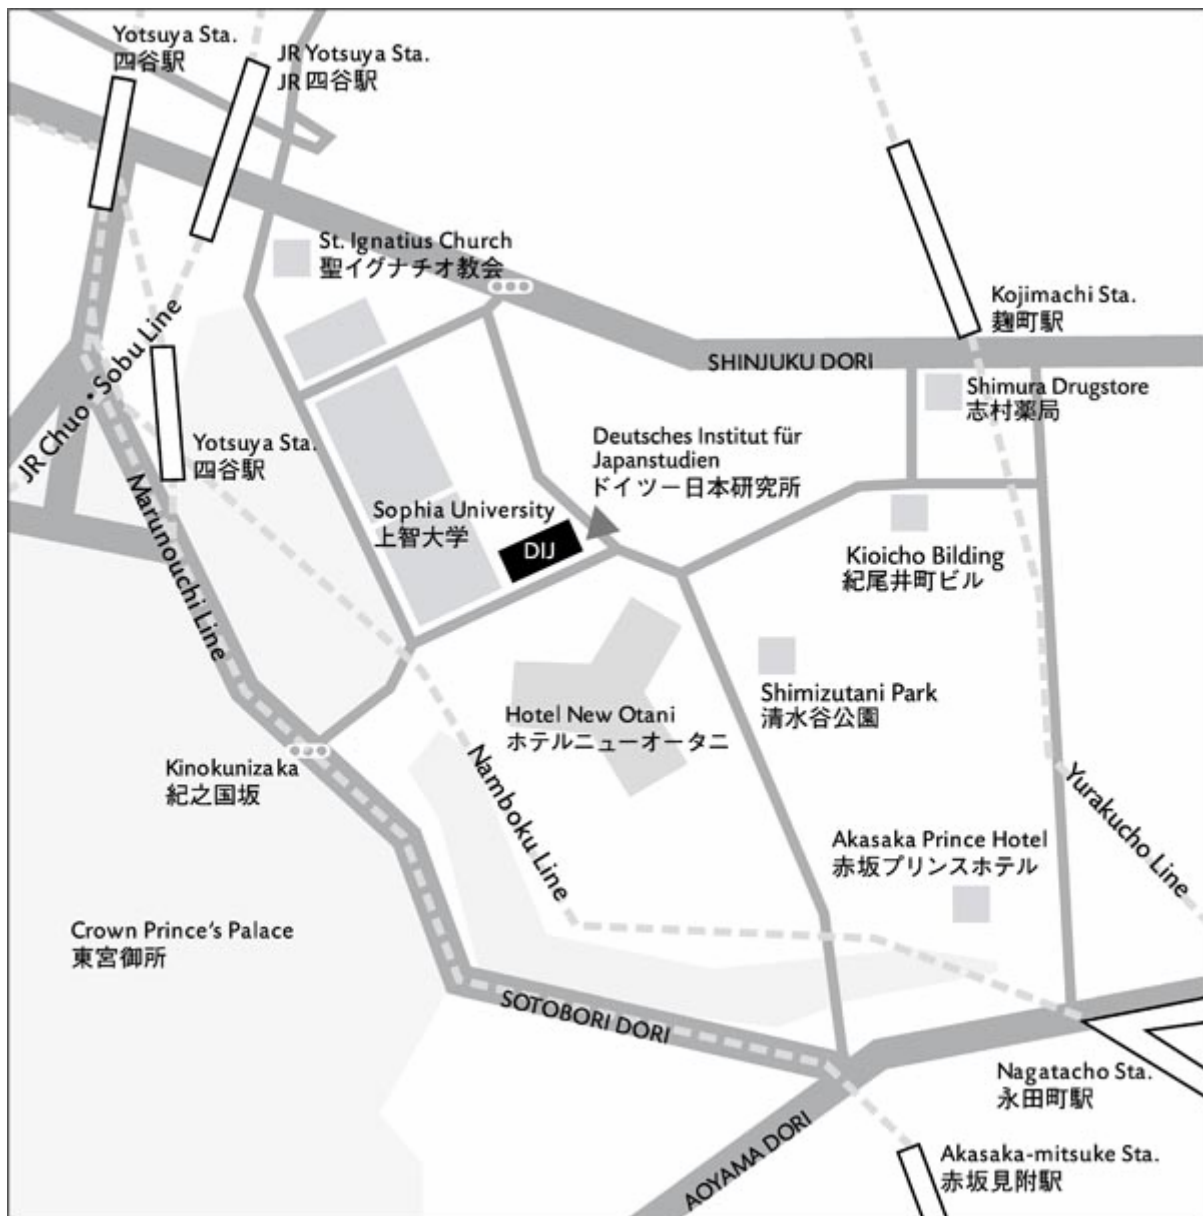 Yotsuya Sta.
四谷駅
JR Yotsuya Sta.
JR 四谷駅
St. Ignatius Church
聖イグナチオ教会
Kojimachi Sta.
麹町駅
SHINJUKU DORI
Shimura Drugstore
志村薬局
JR Chuo・Sobu Line
Yotsuya Sta.
四谷駅
Deutsches Institut für
Japanstudien
ドイツー日本研究所
Marunouchi Line
Sophia University
上智大学
DIJ
Kioicho Bilding
紀尾井町ビル
Shimizutani Park
清水谷公園
Hotel New Otani
ホテルニューオータニ
Kinokunizaka
紀之国坂
Namboku Line
Yurakucho Line
Akasaka Prince Hotel
赤坂プリンスホテル
Crown Prince's Palace
東宮御所
SOTOBORI DORI
Nagatacho Sta.
永田町駅
AOYAMA DORI
Akasaka-mitsuke Sta.
赤坂見附駅